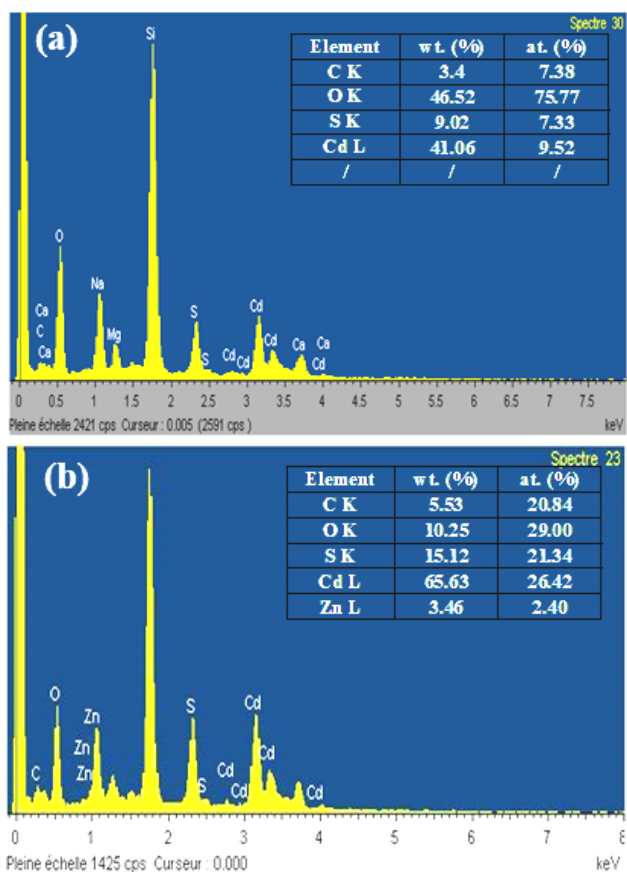 (a)
Spectre 30
Element wt. (%) at. (%)
C K 3.4 7.38
O K 46.52 75.77
S K 9.02 7.33
Cd L 41.06 9.52
/ / /
Si
O
Na
Mg
Ca
C
Ca
S
S
Cd
Cd
Cd
Cd
Ca
Ca
Cd
0 0.5 1 1.5 2 2.5 3 3.5 4 4.5 5 5.5 6 6.5 7 7.5
Pleine échelle 2421 cps Curseur : 0.005 (2591 cps ) keV
(b)
Spectre 23
Element wt. (%) at. (%)
C K 5.53 20.84
O K 10.25 29.00
S K 15.12 21.34
Cd L 65.63 26.42
Zn L 3.46 2.40
O
C
Zn
Zn
Zn
S
S
Cd
Cd
Cd
Cd
Cd
0 1 2 3 4 5 6 7 8
Pleine échelle 1425 cps Curseur : 0.000 keV